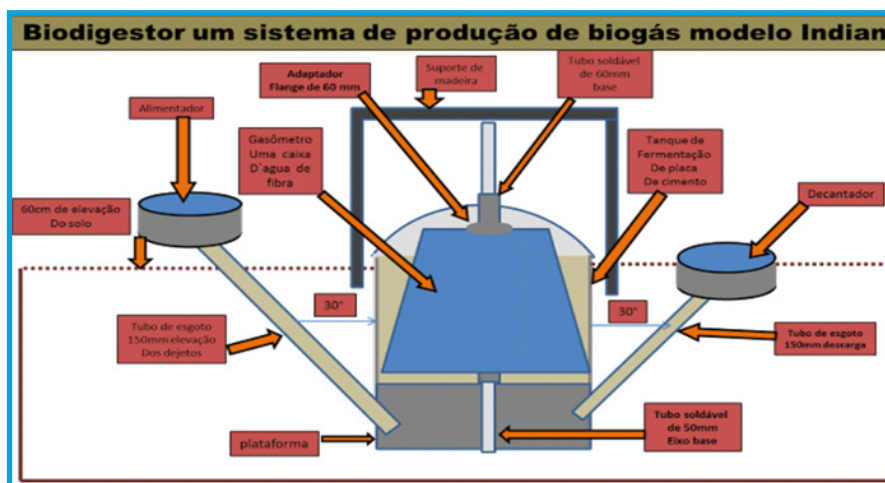 Biodigestor um sistema de produção de biogás modelo Indian
Alimentador
Adaptador
Flange de 60 mm
Suporte de
madeira
Tubo soldável
de 60mm
base
Gasômetro
Uma caixa
D`agua de
fibra
Tanque de
Fermentação
De placa
De cimento
Decantador
60cm de elevação
Do solo
30°
30°
Tubo de esgoto
150mm elevação
Dos dejetos
Tubo de esgoto
150mm descarga
plataforma
Tubo soldável
de 50mm
Eixo base